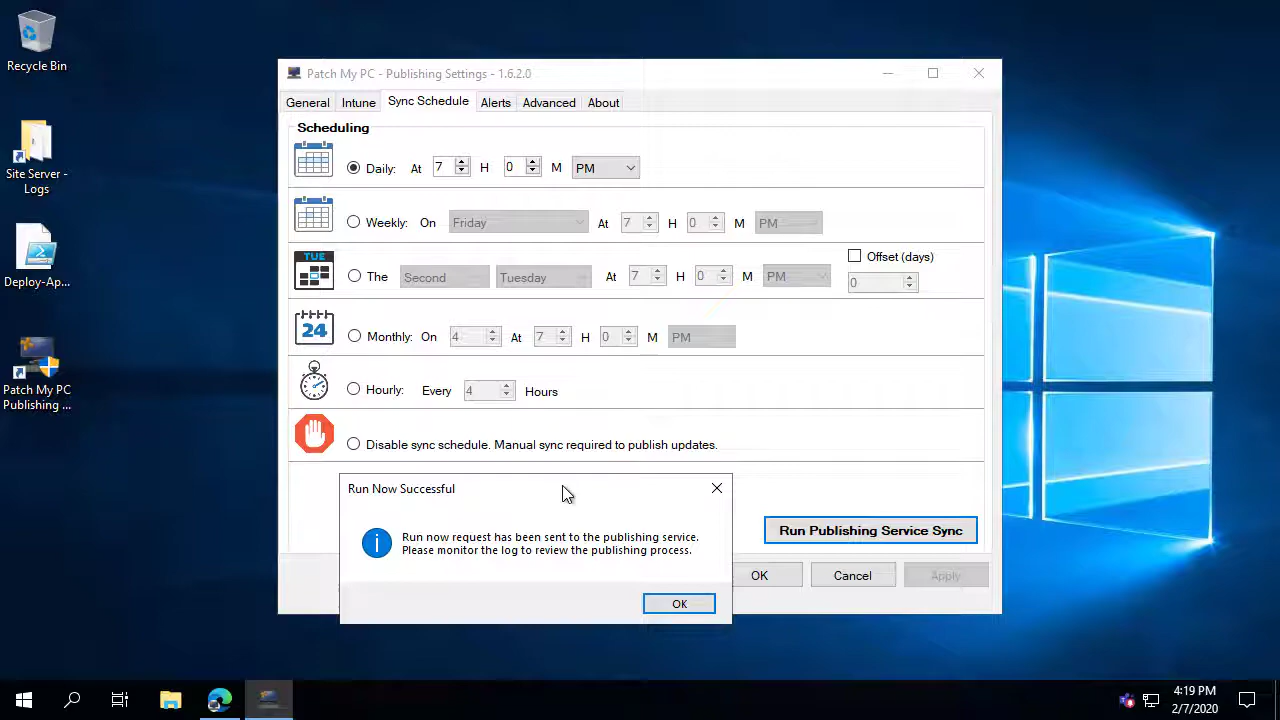 Recycle Bin
Site Server -
Logs
Deploy-Ap...
Patch My PC
Publishing ...
Patch My PC - Publishing Settings - 1.6.2.0
General Intune Sync Schedule Alerts Advanced About
Scheduling
Daily: At 7 H 0 M PM
Weekly: On Friday At 7 H 0 M PM
TUE
The Second Tuesday At 7 H 0 M PM
Offset (days)
0
24
Monthly: On 4 At 7 H 0 M PM
Hourly: Every 4 Hours
Disable sync schedule. Manual sync required to publish updates.
Run Now Successful
Run now request has been sent to the publishing service.
Please monitor the log to review the publishing process.
OK
Run Publishing Service Sync
OK Cancel Apply
4:19 PM
2/7/2020